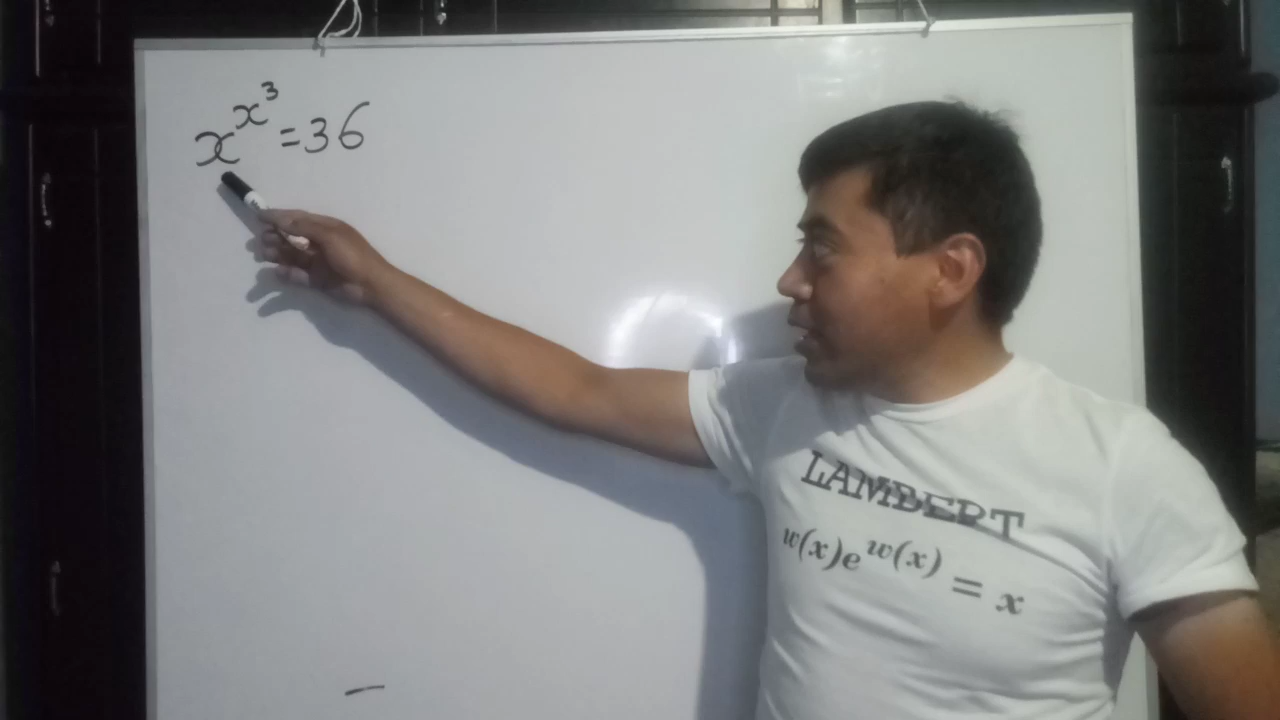 x^x^3 = 36
LAMBERT
w(x)e^w(x) = x